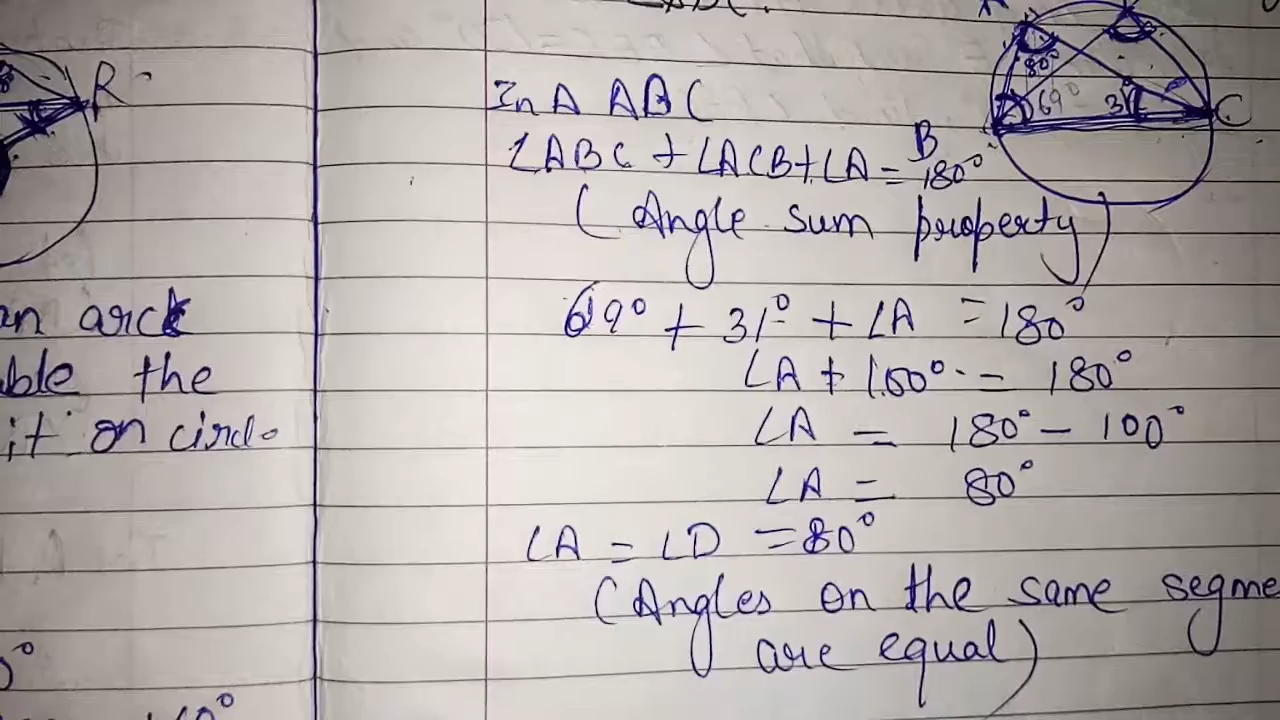 R
an arc
ble the
it on circle
In ∆ ABC
∠ABC + ∠ACB + ∠A = 180°
(Angle sum property)
69° + 31° + ∠A = 180°
∠A + 100° = 180°
∠A = 180° - 100°
∠A = 80°
∠A = ∠D = 80°
(Angles on the same segme
are equal)
80°
69°
31
B
C